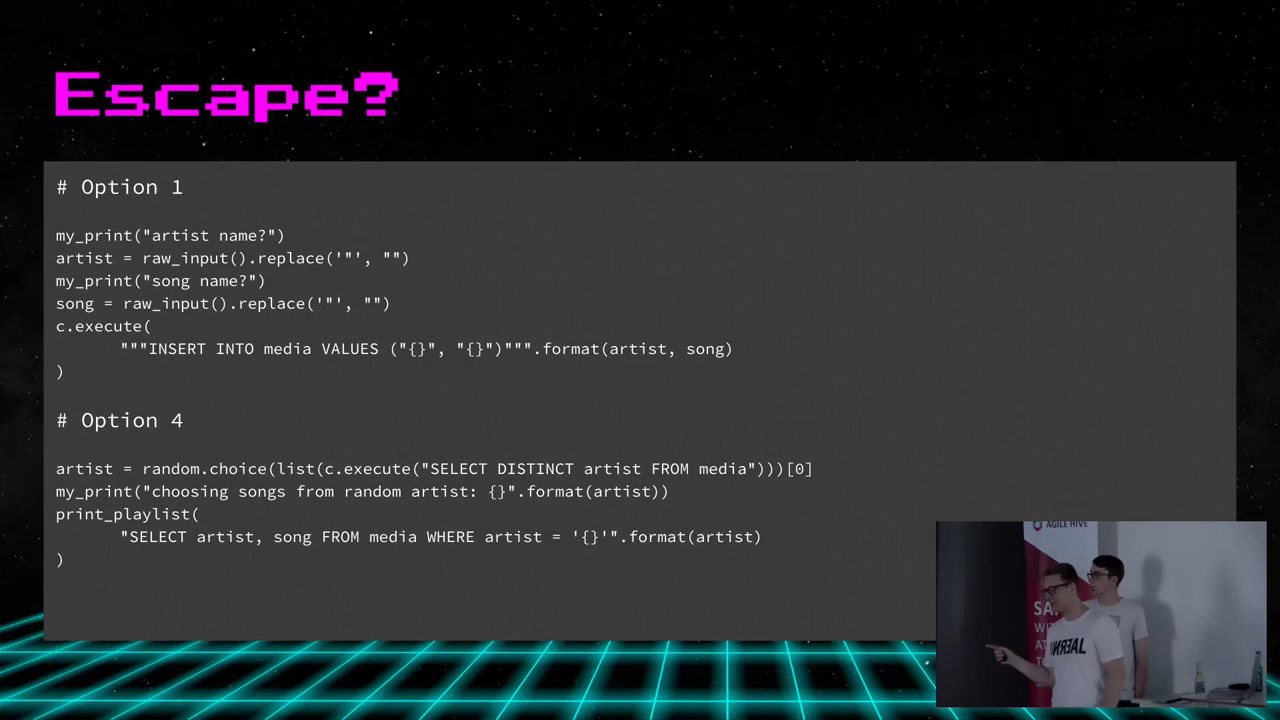 Escape?
# Option 1
my_print("artist name?")
artist = raw_input().replace('"', "")
my_print("song name?")
song = raw_input().replace('"', "")
c.execute(
"""INSERT INTO media VALUES ("{}", "{}")""".format(artist, song)
)
# Option 4
artist = random.choice(list(c.execute("SELECT DISTINCT artist FROM media")))[0]
my_print("choosing songs from random artist: {}".format(artist))
print_playlist(
"SELECT artist, song FROM media WHERE artist = '{}'".format(artist)
)
AGILE HIVE